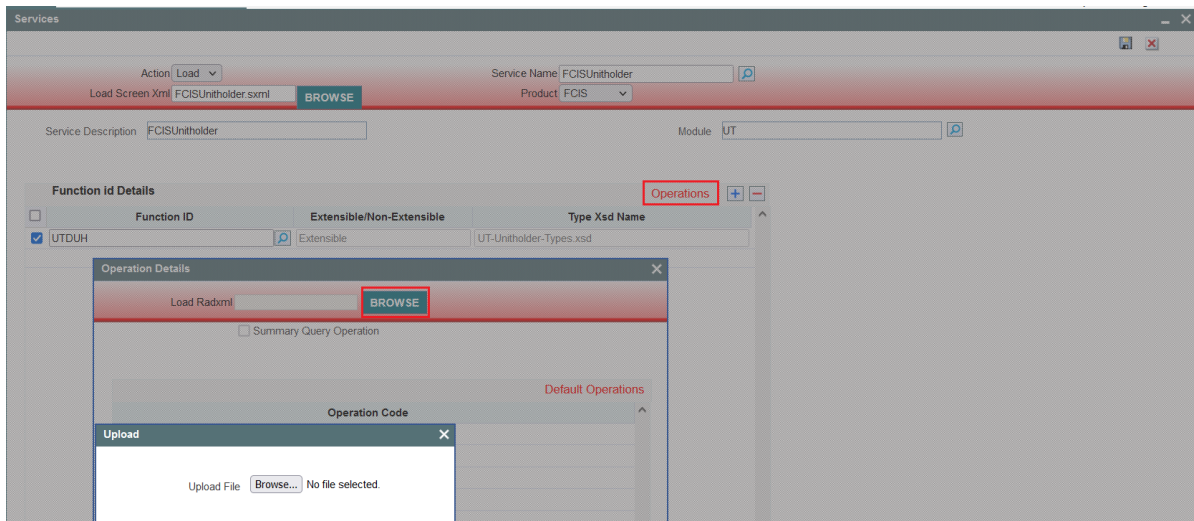 Services
Action Load
Service Name FCISUnitholder
Load Screen Xml FCISUnitholder.sxml BROWSE
Product FCIS
Service Description FCISUnitholder
Module UT
Function id Details
Operations
Function ID Extensible/Non-Extensible Type Xsd Name
UTDUH Extensible UT-Unitholder-Types.xsd
Operation Details
Load Radxml BROWSE
Summary Query Operation
Default Operations
Operation Code
Upload
Upload File Browse... No file selected.